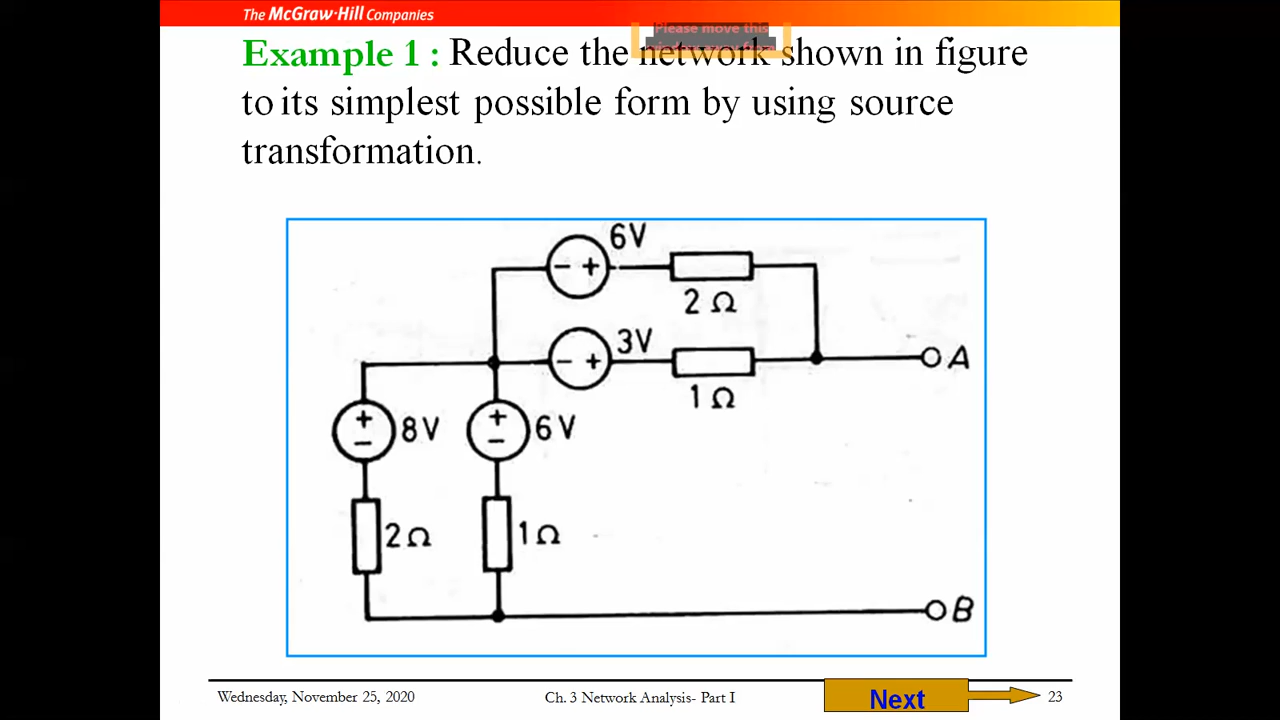 The McGraw·Hill Companies
Please move this
Example 1 : Reduce the network shown in figure
to its simplest possible form by using source
transformation.
6V
- +
2 Ω
3V
- +
1 Ω
A
+
-
8V
+
-
6V
2Ω
1Ω
B
Wednesday, November 25, 2020
Ch. 3 Network Analysis- Part I
Next
23